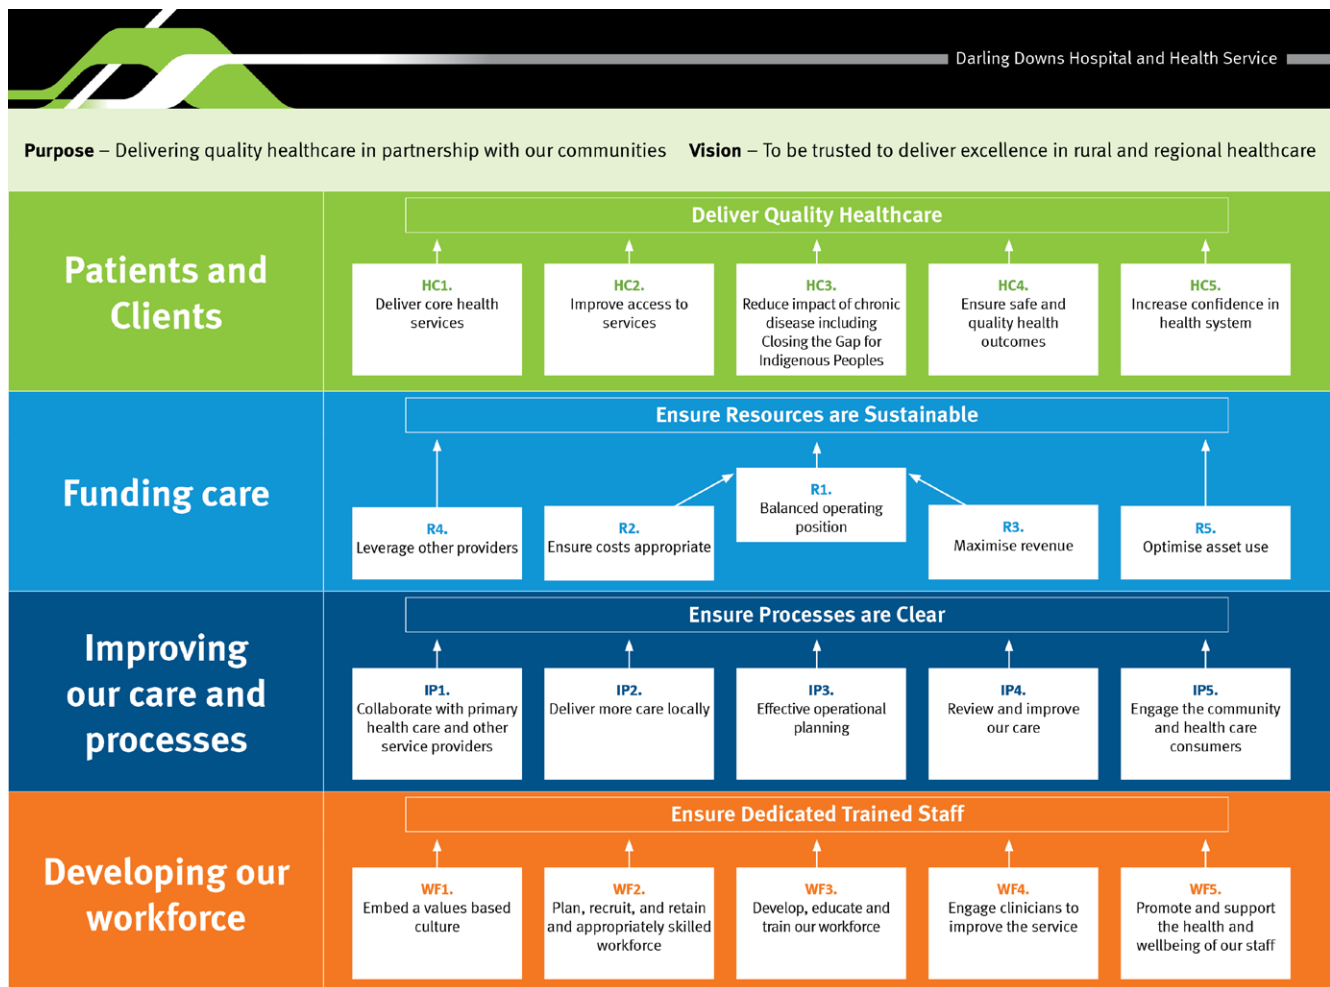 Darling Downs Hospital and Health Service
Purpose – Delivering quality healthcare in partnership with our communities
Vision – To be trusted to deliver excellence in rural and regional healthcare
Patients and
Clients
Deliver Quality Healthcare
HC1.
Deliver core health
services
HC2.
Improve access to
services
HC3.
Reduce impact of chronic
disease including
Closing the Gap for
Indigenous Peoples
HC4.
Ensure safe and
quality health
outcomes
HC5.
Increase confidence in
health system
Funding care
Ensure Resources are Sustainable
R4.
Leverage other providers
R2.
Ensure costs appropriate
R1.
Balanced operating
position
R3.
Maximise revenue
R5.
Optimise asset use
Improving
our care and
processes
Ensure Processes are Clear
IP1.
Collaborate with primary
health care and other
service providers
IP2.
Deliver more care locally
IP3.
Effective operational
planning
IP4.
Review and improve
our care
IP5.
Engage the community
and health care
consumers
Developing our
workforce
Ensure Dedicated Trained Staff
WF1.
Embed a values based
culture
WF2.
Plan, recruit, and retain
and appropriately skilled
workforce
WF3.
Develop, educate and
train our workforce
WF4.
Engage clinicians to
improve the service
WF5.
Promote and support
the health and
wellbeing of our staff